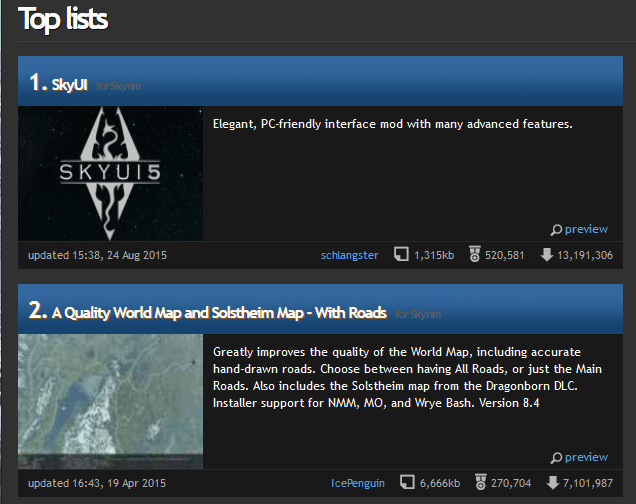 Top lists
1. SkyUI for Skyrim
SKYUI5
Elegant, PC-friendly interface mod with many advanced features.
preview
updated 15:38, 24 Aug 2015 schlangster 1,315kb 520,581 13,191,306
2. A Quality World Map and Solstheim Map - With Roads for Skyrim
Greatly improves the quality of the World Map, including accurate
hand-drawn roads. Choose between having All Roads, or just the Main
Roads. Also includes the Solstheim map from the Dragonborn DLC.
Installer support for NMM, MO, and Wrye Bash. Version 8.4
preview
updated 16:43, 19 Apr 2015 IcePenguin 6,666kb 270,704 7,101,987